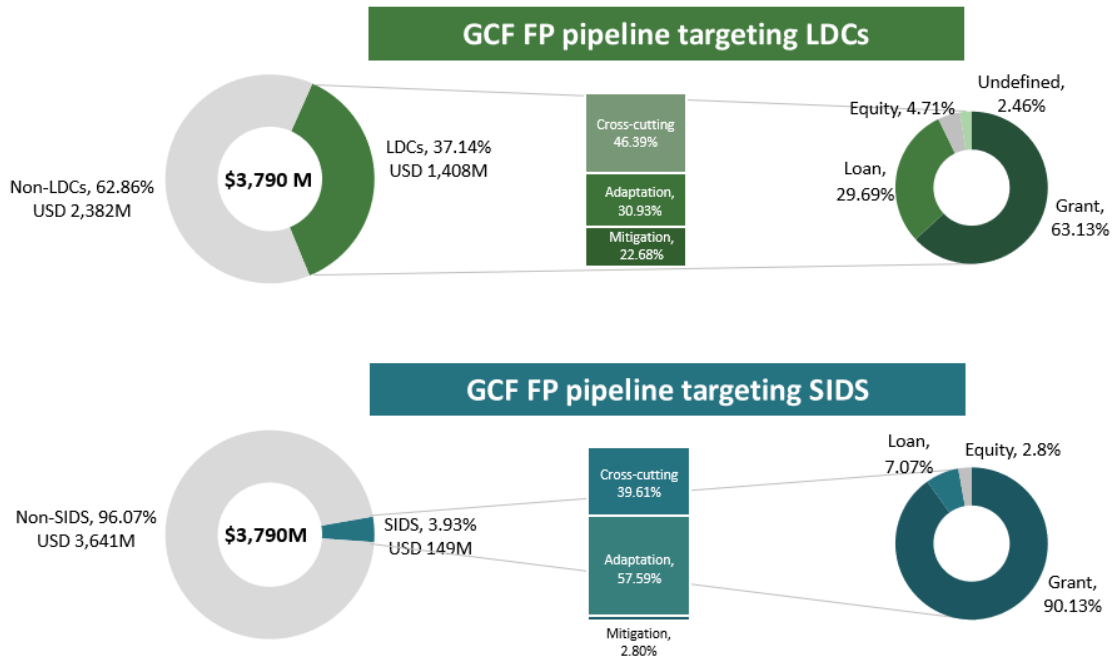 GCF FP pipeline targeting LDCs
Non-LDCs, 62.86%
USD 2,382M
$3,790 M
LDCs, 37.14%
USD 1,408M
Cross-cutting
46.39%
Adaptation,
30.93%
Mitigation,
22.68%
Undefined,
2.46%
Equity, 4.71%
Loan,
29.69%
Grant,
63.13%
GCF FP pipeline targeting SIDS
Non-SIDS, 96.07%
USD 3,641M
$3,790M
SIDS, 3.93%
USD 149M
Cross-cutting
39.61%
Adaptation,
57.59%
Mitigation,
2.80%
Loan,
7.07%
Equity, 2.8%
Grant,
90.13%